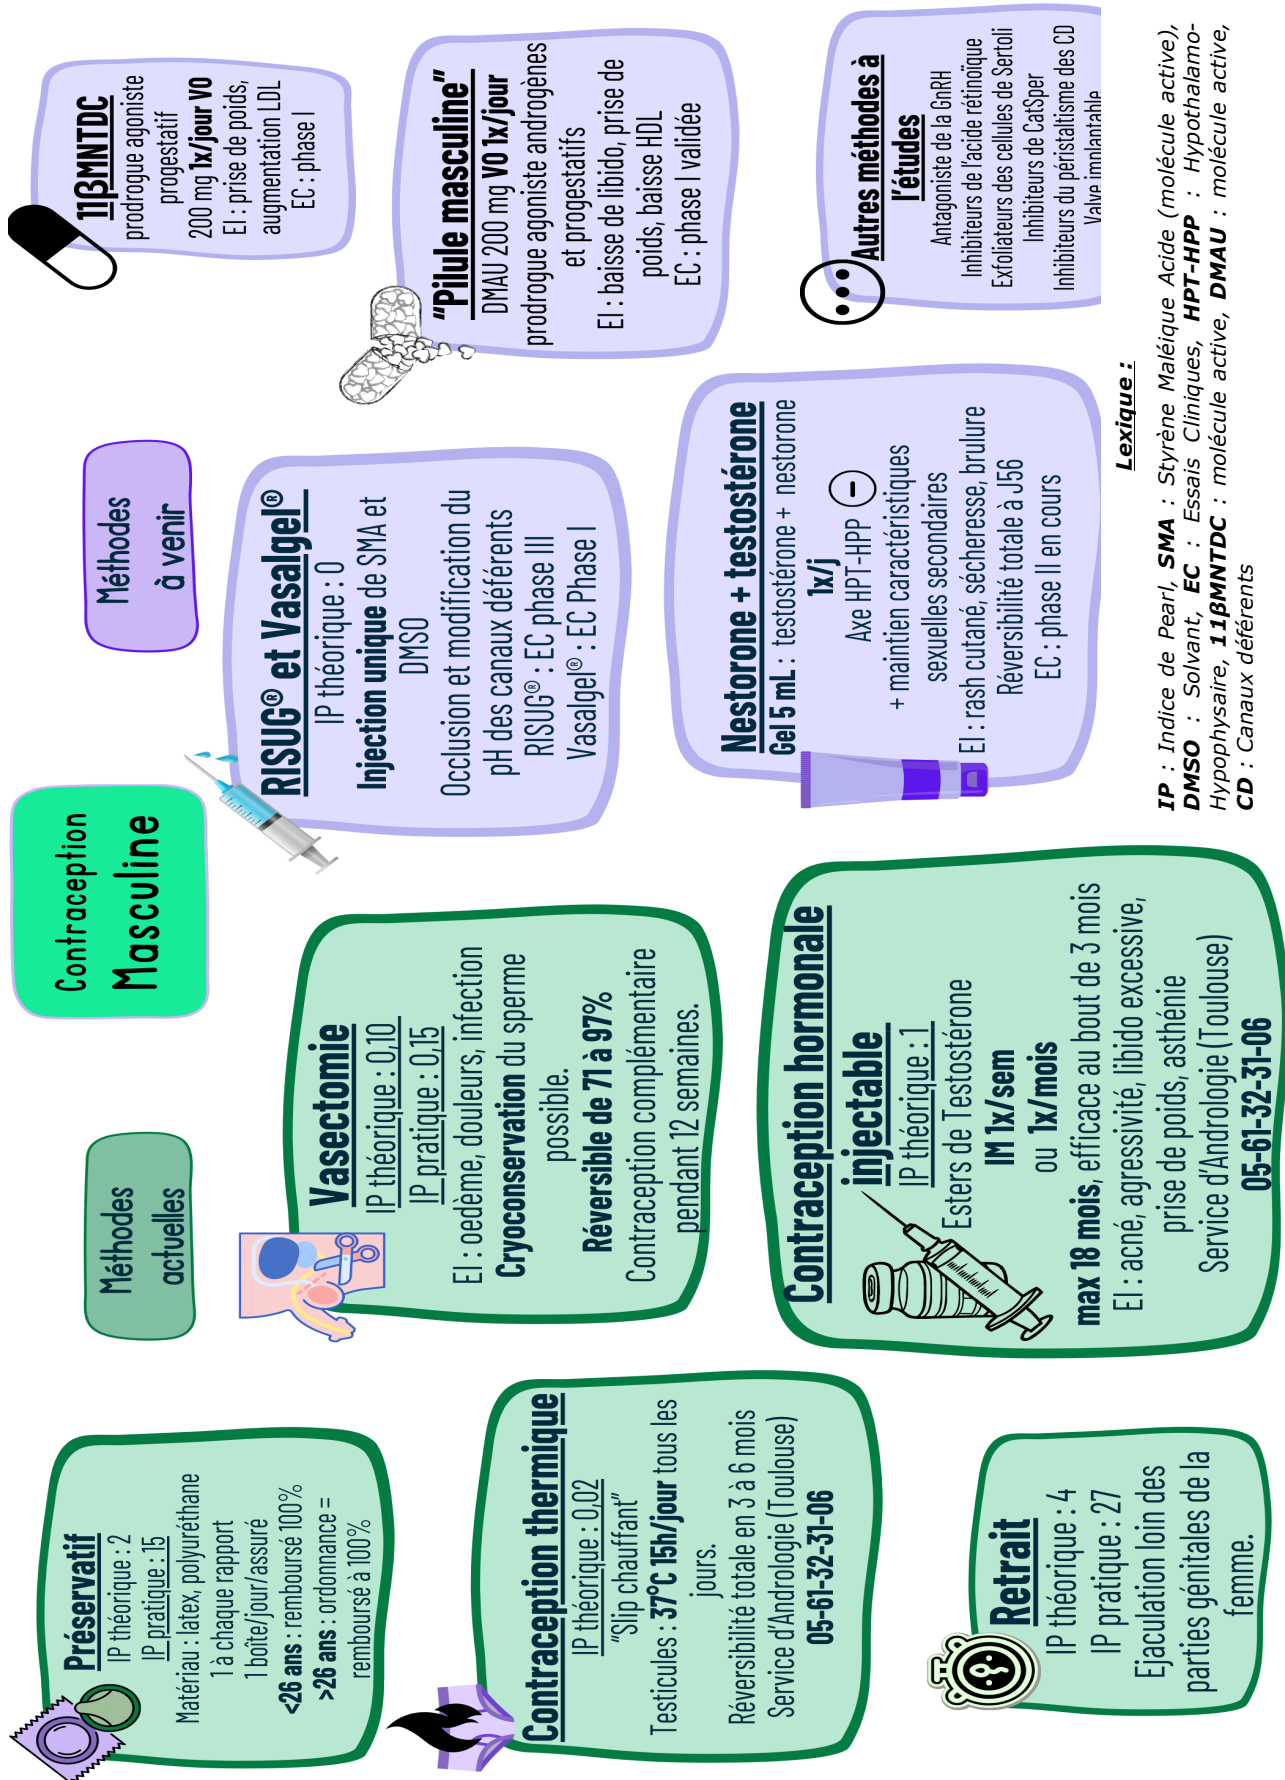 Contraception
Masculine
Méthodes
actuelles
Méthodes
à venir
Préservatif
IP théorique : 2
IP pratique : 15
Matériau : latex, polyuréthane
1 à chaque rapport
1 boîte/jour/assuré
<26 ans : remboursé 100%
>26 ans : ordonnance =
remboursé à 100%
Contraception thermique
IP théorique : 0,02
"Slip chauffant"
Testicules : 37°C 15h/jour tous les
jours.
Réversibilité totale en 3 à 6 mois
Service d'Andrologie (Toulouse)
05-61-32-31-06
Retrait
IP théorique : 4
IP pratique : 27
Ejaculation loin des
parties génitales de la
femme.
Vasectomie
IP théorique : 0,10
IP pratique : 0,15
EI : oedème, douleurs, infection
Cryoconservation du sperme
possible.
Réversible de 71 à 97%
Contraception complémentaire
pendant 12 semaines.
Contraception hormonale
injectable
IP théorique : 1
Esters de Testostérone
IM 1x/sem
ou 1x/mois
max 18 mois, efficace au bout de 3 mois
EI : acné, agressivité, libido excessive,
prise de poids, asthénie
Service d'Andrologie (Toulouse)
05-61-32-31-06
RISUG® et Vasalgel®
IP théorique : 0
Injection unique de SMA et
DMSO
Occlusion et modification du
pH des canaux déférents
RISUG® : EC phase III
Vasalgel® : EC Phase I
Nestorone + testostérone
Gel 5 mL : testostérone + nestorone
1x/j
Axe HPT-HPP -
+ maintien caractéristiques
sexuelles secondaires
EI : rash cutané, sécheresse, brulure
Réversibilité totale à J56
EC : phase II en cours
11βMNTDC
prodrogue agoniste
progestatif
200 mg 1x/jour VO
EI : prise de poids,
augmentation LDL
EC : phase I
"Pilule masculine"
DMAU 200 mg VO 1x/jour
prodrogue agoniste androgènes
et progestatifs
EI : baisse de libido, prise de
poids, baisse HDL
EC : phase I validée
Autres méthodes à
l'études
Antagoniste de la GnRH
Inhibiteurs de l'acide rétinoïque
Exfoliateurs des cellules de Sertoli
Inhibiteurs de CatSper
Inhibiteurs du péristaltisme des CD
Valve implantable
Lexique :
IP : Indice de Pearl, SMA : Styrène Maléique Acide (molécule active),
DMSO : Solvant, EC : Essais Cliniques, HPT-HPP : Hypothalamo-
Hypophysaire, 11βMNTDC : molécule active, DMAU : molécule active,
CD : Canaux déférents